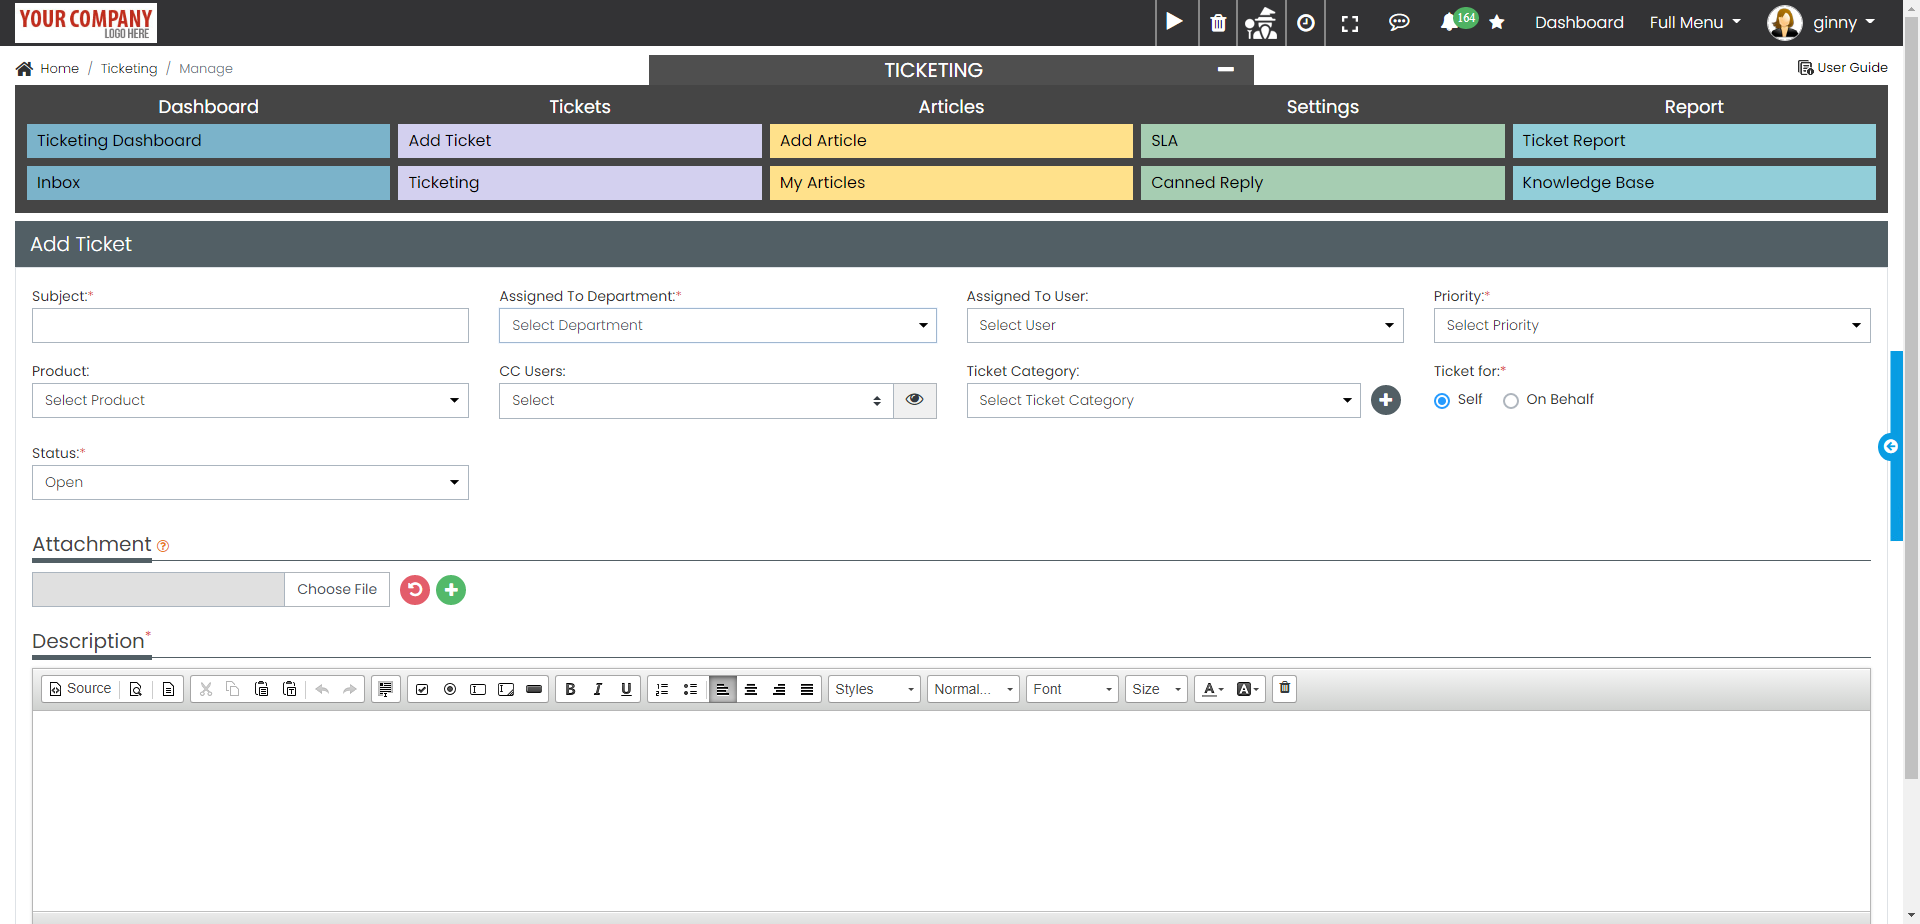 YOUR COMPANY
LOGO HERE
164
Dashboard
Full Menu
ginny
Home / Ticketing / Manage
TICKETING
User Guide
Dashboard
Tickets
Articles
Settings
Report
Ticketing Dashboard
Add Ticket
Add Article
SLA
Ticket Report
Inbox
Ticketing
My Articles
Canned Reply
Knowledge Base
Add Ticket
Subject:*
Assigned To Department:*
Assigned To User:
Priority:*
Select Department
Select User
Select Priority
Product:
CC Users:
Ticket Category:
Ticket for:*
Select Product
Select
Select Ticket Category
Self
On Behalf
Status:*
Open
Attachment
Choose File
Description*
Source
B
I
U
Styles
Normal...
Font
Size
A
A